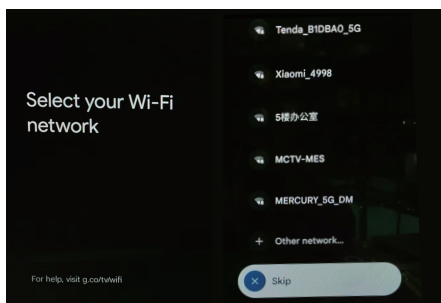 Select your Wi-Fi
network
For help, visit g.co/tv/wifi
Tenda_B1DBA0_5G
Xiaomi_4998
5楼办公室
MCTV-MES
MERCURY_5G_DM
+ Other network...
Skip